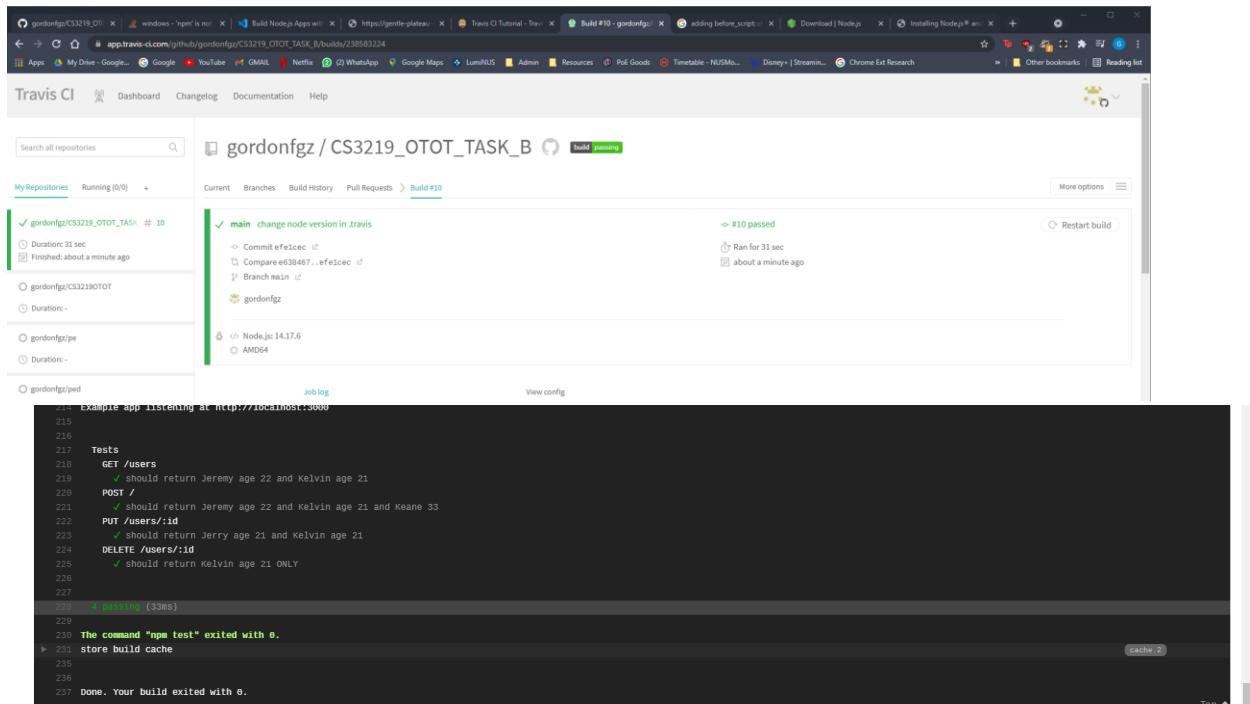 gordonfgz/CS3219_OTO
windows - 'npm' is not
Build Node.js Apps with
https://gentle-plateau-
Travis CI Tutorial - Trav
Build #10 - gordonfgz/
adding before_script: 
Download | Node.js
Installing Node.js® and
app.travis-ci.com/github/gordonfgz/CS3219_OTOT_TASK_B/builds/238583224
Apps My Drive - Google... Google YouTube GMAIL Netflix (2) WhatsApp Google Maps LumiNUS Admin Resources PoE Goods Timetable - NUSMo... Disney+ | Streamin... Chrome Ext Research » Other bookmarks Reading list
Travis CI Dashboard Changelog Documentation Help
Search all repositories
gordonfgz / CS3219_OTOT_TASK_B build passing
My Repositories Running (0/0) +
Current Branches Build History Pull Requests Build #10 More options
gordonfgz/CS3219_OTOT_TASK # 10
Duration: 31 sec
Finished: about a minute ago
gordonfgz/CS3219OTOT
Duration: -
gordonfgz/pe
Duration: -
gordonfgz/ped
main change node version in .travis
#10 passed
Restart build
Commit efe1cec
Ran for 31 sec
Compare e638467..efe1cec
about a minute ago
Branch main
gordonfgz
Node.js: 14.17.6
AMD64
Job log View config
214 Example app listening at http://localhost:3000
215
216
217 Tests
218 GET /users
219 ✓ should return Jeremy age 22 and Kelvin age 21
220 POST /
221 ✓ should return Jeremy age 22 and Kelvin age 21 and Keane 33
222 PUT /users/:id
223 ✓ should return Jerry age 21 and Kelvin age 21
224 DELETE /users/:id
225 ✓ should return Kelvin age 21 ONLY
226
227
228 4 passing (33ms)
229
230 The command "npm test" exited with 0.
231 store build cache cache.2
235
236
237 Done. Your build exited with 0.
Top